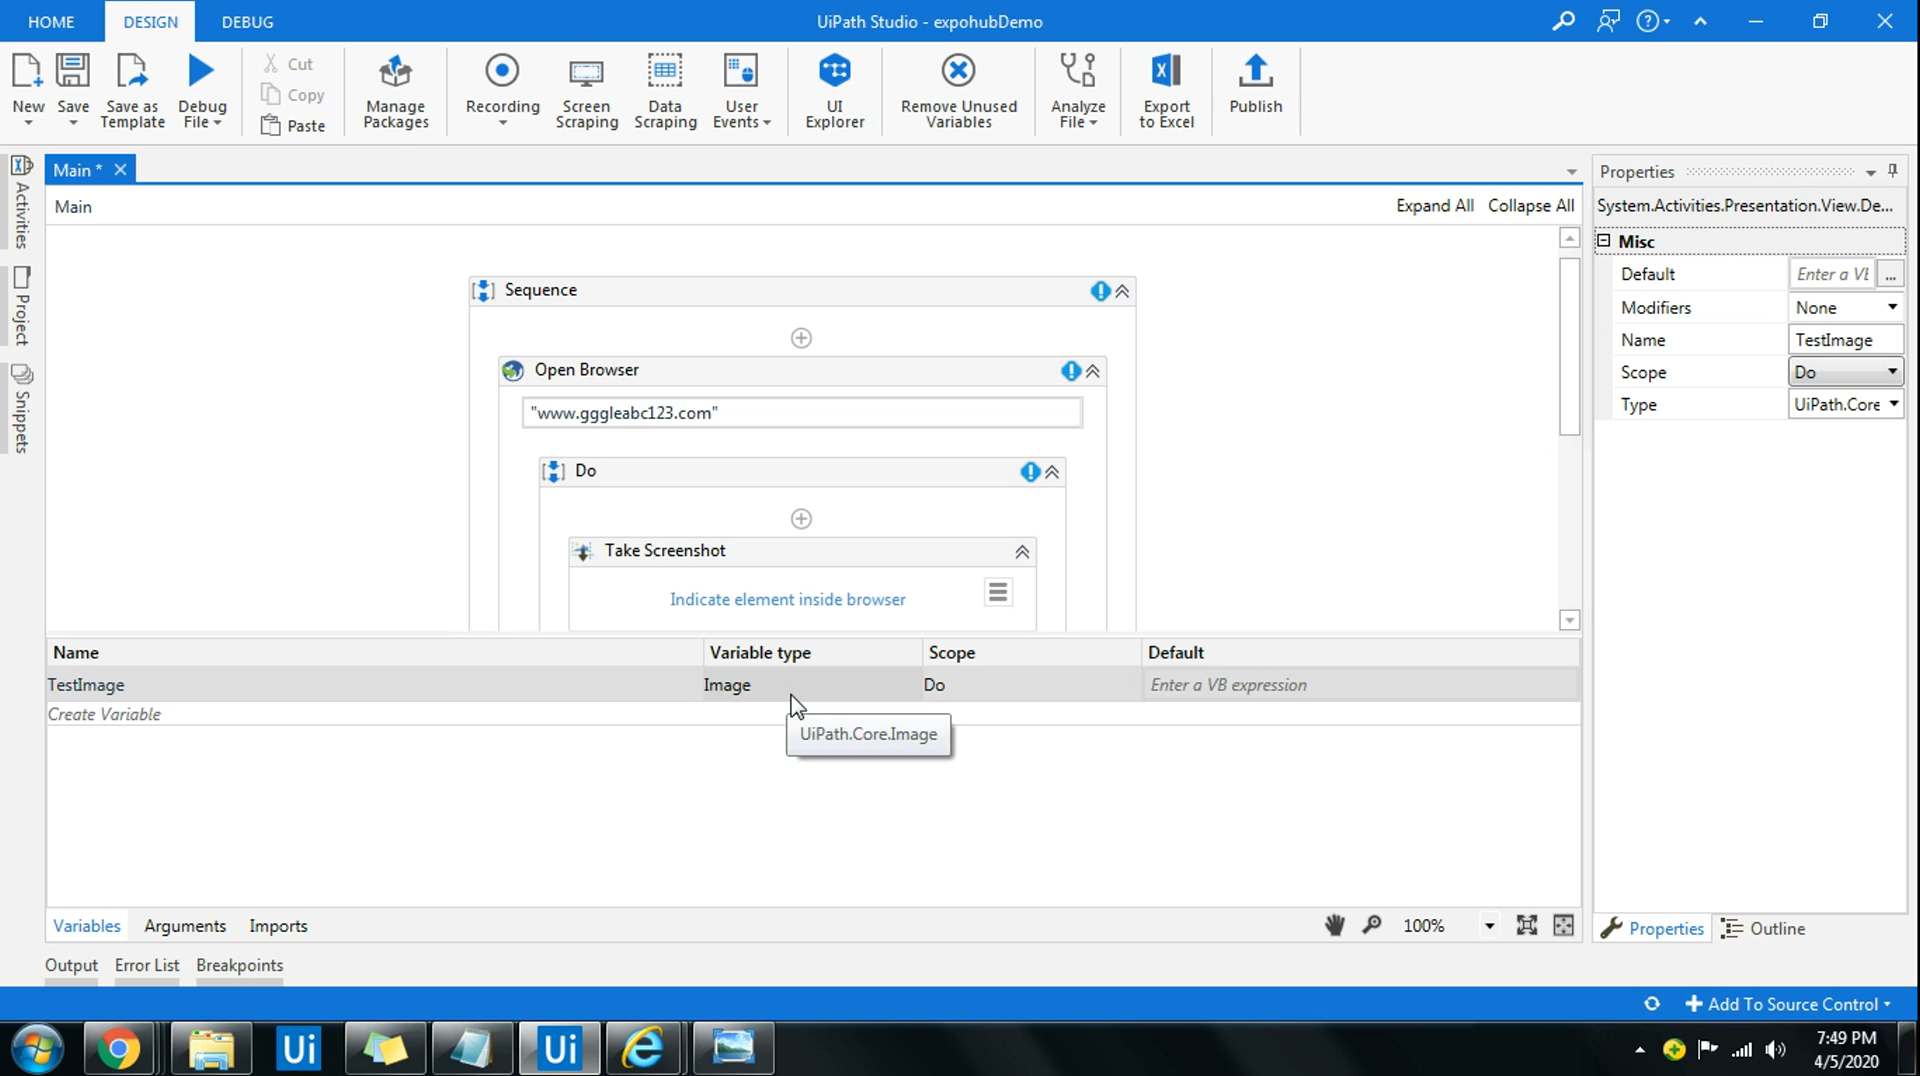 HOME DESIGN DEBUG UiPath Studio - expohubDemo
New Save Save as Template Debug File Cut Copy Paste Manage Packages Recording Screen Scraping Data Scraping User Events UI Explorer Remove Unused Variables Analyze File Export to Excel Publish
Activities
Project
Snippets
Main *
Main Expand All Collapse All
Sequence
Open Browser
"www.gggleabc123.com"
Do
Take Screenshot
Indicate element inside browser
Name Variable type Scope Default
TestImage Image Do Enter a VB expression
Create Variable
UiPath.Core.Image
Variables Arguments Imports 100%
Output Error List Breakpoints
Properties
System.Activities.Presentation.View.De...
Misc
Default Enter a VE ...
Modifiers None
Name TestImage
Scope Do
Type UiPath.Core
Properties Outline
Add To Source Control
Ui
Ui
7:49 PM
4/5/2020